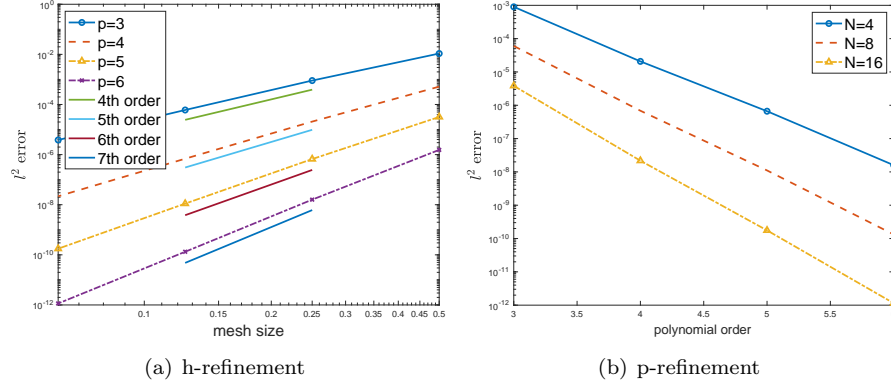 10^0
10^-2
10^-4
10^-6
10^-8
10^-10
10^-12
l^2 error
p=3
p=4
p=5
p=6
4th order
5th order
6th order
7th order
0.1 0.15 0.2 0.25 0.3 0.35 0.4 0.45 0.5
mesh size
(a) h-refinement
10^-3
10^-4
10^-5
10^-6
10^-7
10^-8
10^-9
10^-10
10^-11
10^-12
l^2 error
N=4
N=8
N=16
3 3.5 4 4.5 5 5.5
polynomial order
(b) p-refinement